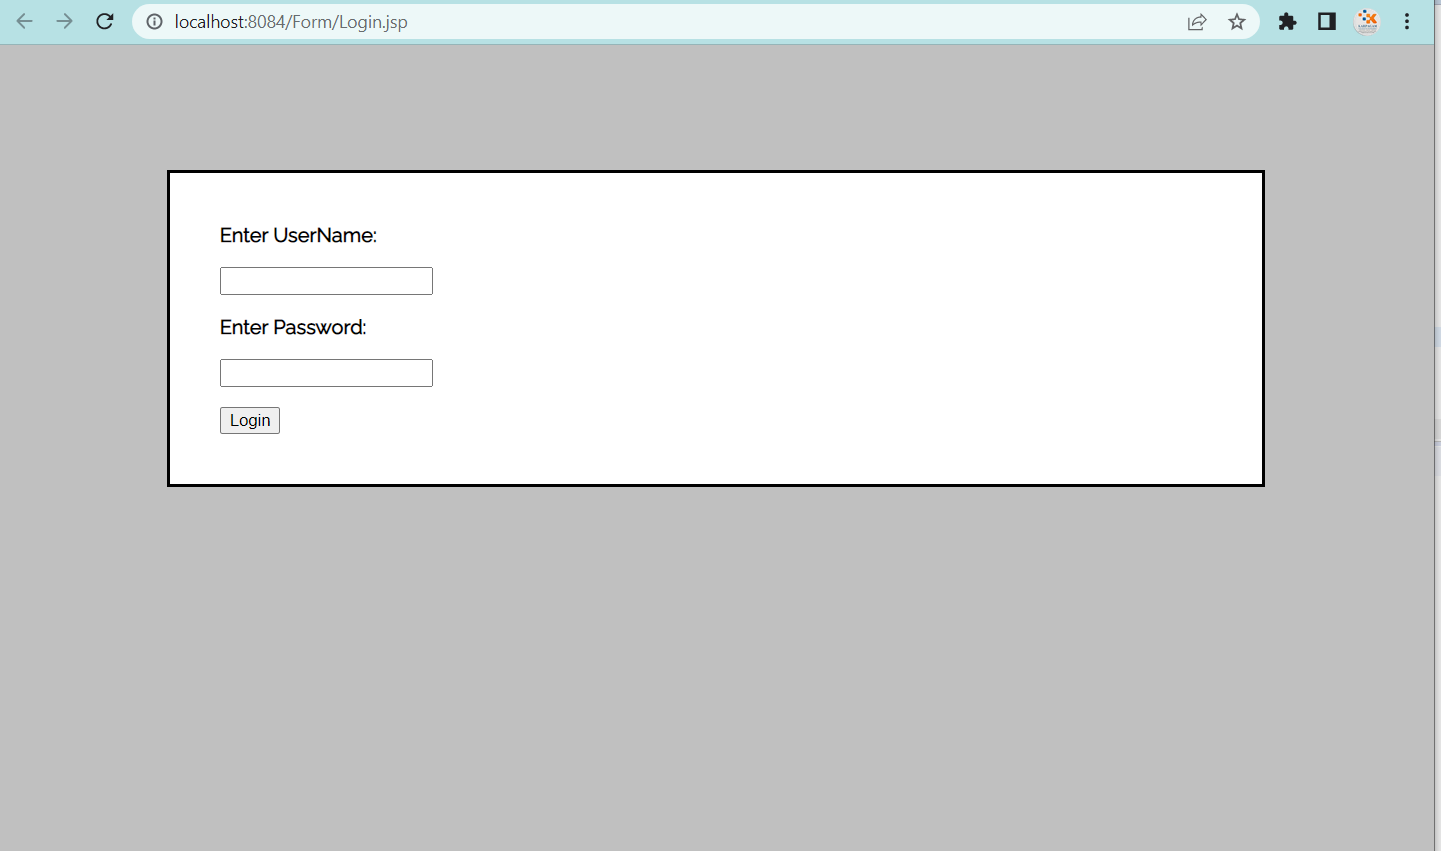 localhost:8084/Form/Login.jsp
Enter UserName:
Enter Password:
Login